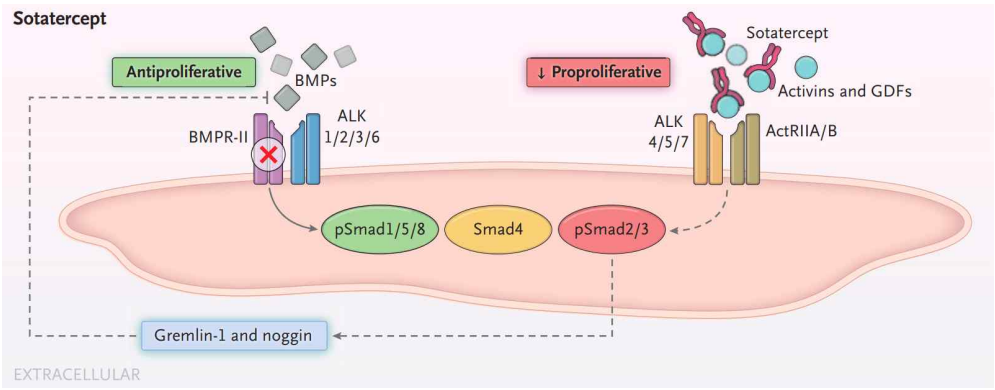 Sotatercept
Antiproliferative
BMPs
BMPR-II
ALK
1/2/3/6
↓ Proproliferative
Sotatercept
Activins and GDFs
ALK
4/5/7
ActRIIA/B
pSmad1/5/8
Smad4
pSmad2/3
Gremlin-1 and noggin
EXTRACELLULAR